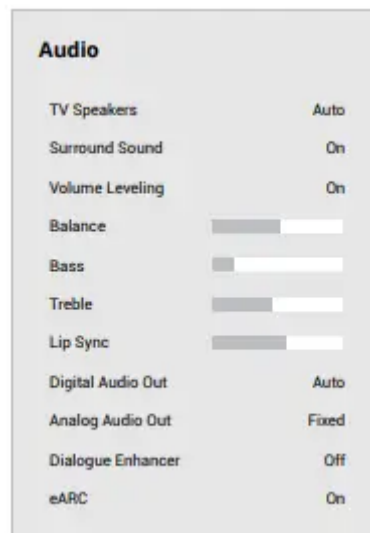 Audio
TV Speakers Auto
Surround Sound On
Volume Leveling On
Balance
Bass
Treble
Lip Sync
Digital Audio Out Auto
Analog Audio Out Fixed
Dialogue Enhancer Off
eARC On